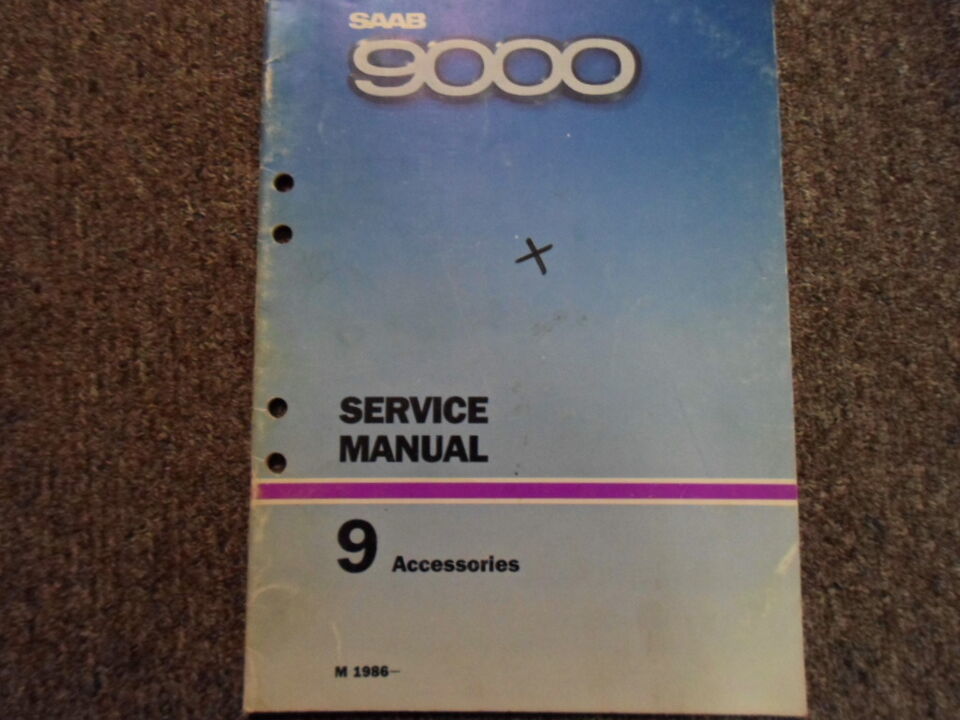 SAAB
9000
SERVICE
MANUAL
9 Accessories
M 1986–